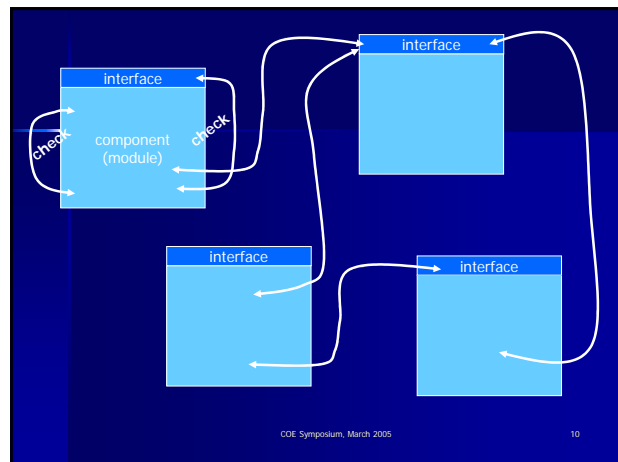 interface
check
component
(module)
check
interface
interface
interface
COE Symposium, March 2005
10